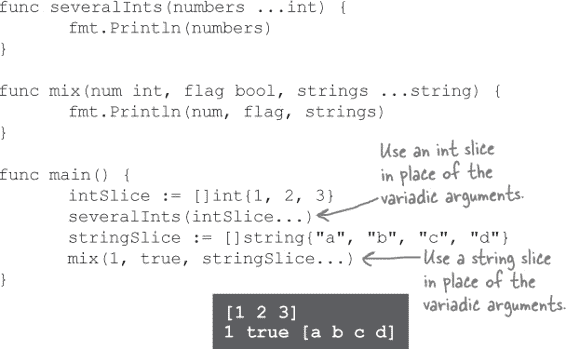 func severalInts(numbers ...int) {
        fmt.Println(numbers)
}
func mix(num int, flag bool, strings ...string) {
        fmt.Println(num, flag, strings)
}
func main() {
        intSlice := []int{1, 2, 3}
        severalInts(intSlice...)
        stringSlice := []string{"a", "b", "c", "d"}
        mix(1, true, stringSlice...)
}
Use an int slice
in place of the
variadic arguments.
Use a string slice
in place of the
variadic arguments.
[1 2 3]
1 true [a b c d]